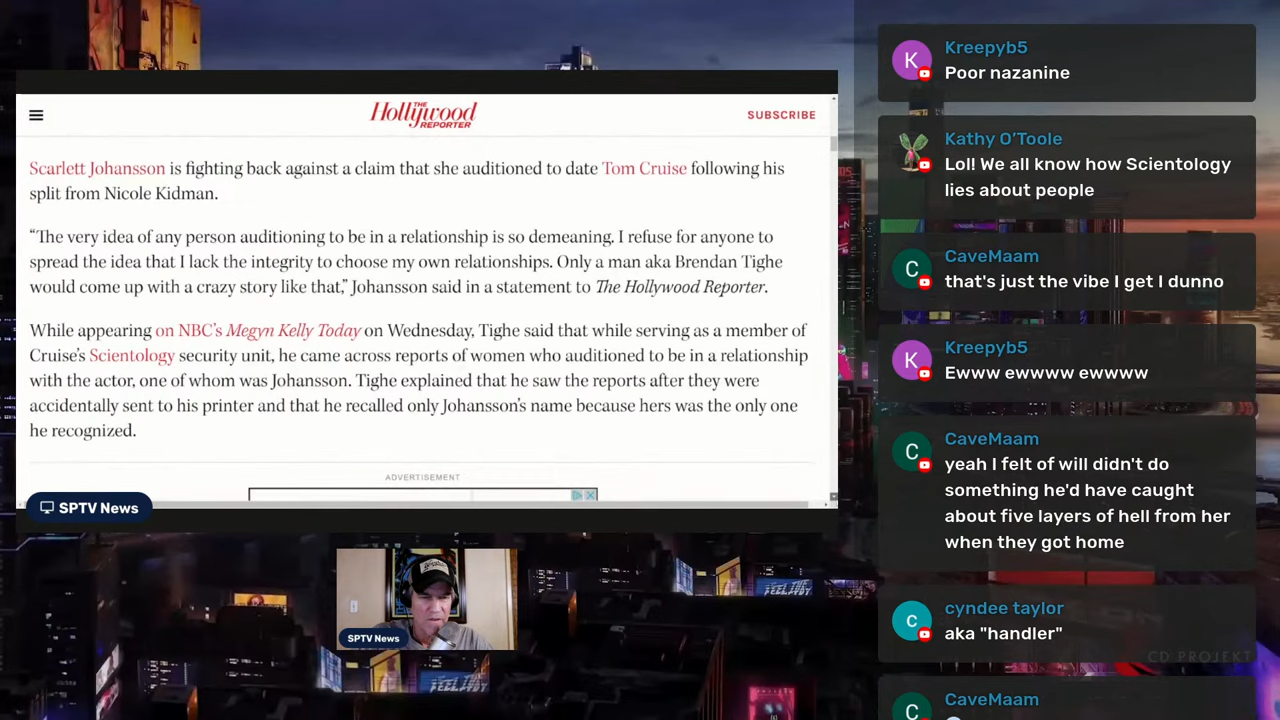 THE
Hollywood
REPORTER
SUBSCRIBE
Scarlett Johansson is fighting back against a claim that she auditioned to date Tom Cruise following his
split from Nicole Kidman.
“The very idea of any person auditioning to be in a relationship is so demeaning. I refuse for anyone to
spread the idea that I lack the integrity to choose my own relationships. Only a man aka Brendan Tighe
would come up with a crazy story like that,” Johansson said in a statement to The Hollywood Reporter.
While appearing on NBC’s Megyn Kelly Today on Wednesday, Tighe said that while serving as a member of
Cruise’s Scientology security unit, he came across reports of women who auditioned to be in a relationship
with the actor, one of whom was Johansson. Tighe explained that he saw the reports after they were
accidentally sent to his printer and that he recalled only Johansson’s name because hers was the only one
he recognized.
ADVERTISEMENT
SPTV News
SPTV News
FEEL
FEEL THE
FLOW
K
Kreepyb5
Poor nazanine
Kathy O’Toole
Lol! We all know how Scientology
lies about people
C
CaveMaam
that's just the vibe I get I dunno
K
Kreepyb5
Ewww ewwww ewwww
C
CaveMaam
yeah I felt of will didn't do
something he'd have caught
about five layers of hell from her
when they got home
c
cyndee taylor
aka "handler"
CD PROJEKT
C
CaveMaam